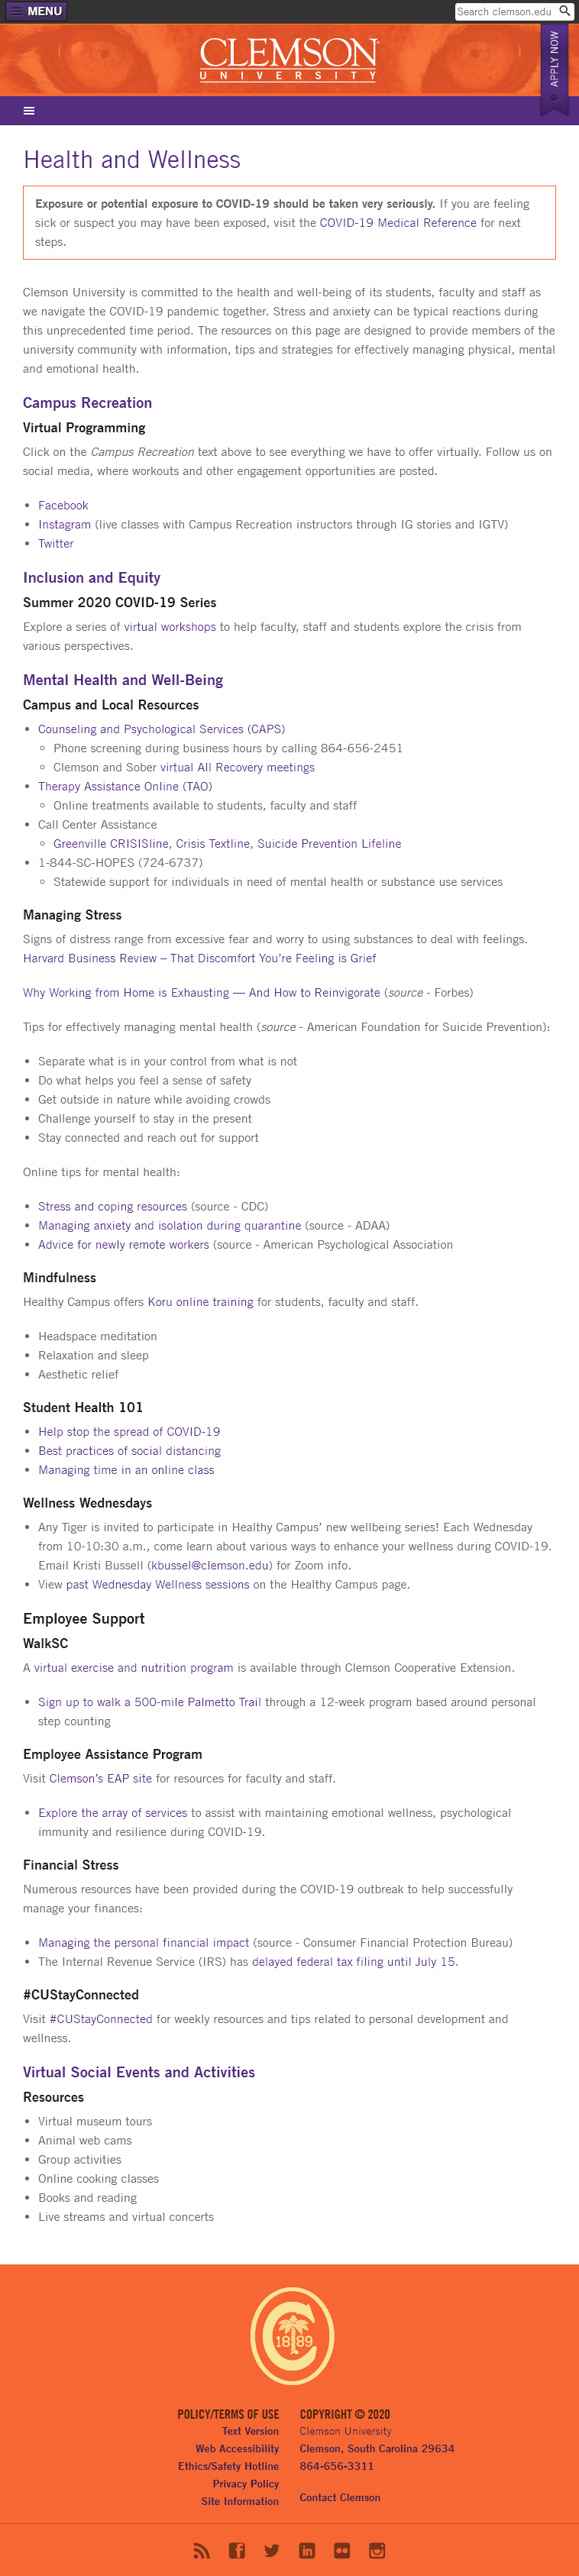 MENU
Search clemson.edu
CLEMSON
UNIVERSITY
APPLY NOW
Health and Wellness
Exposure or potential exposure to COVID-19 should be taken very seriously. If you are feeling
sick or suspect you may have been exposed, visit the COVID-19 Medical Reference for next
steps.
Clemson University is committed to the health and well-being of its students, faculty and staff as
we navigate the COVID-19 pandemic together. Stress and anxiety can be typical reactions during
this unprecedented time period. The resources on this page are designed to provide members of the
university community with information, tips and strategies for effectively managing physical, mental
and emotional health.
Campus Recreation
Virtual Programming
Click on the Campus Recreation text above to see everything we have to offer virtually. Follow us on
social media, where workouts and other engagement opportunities are posted.
• Facebook
• Instagram (live classes with Campus Recreation instructors through IG stories and IGTV)
• Twitter
Inclusion and Equity
Summer 2020 COVID-19 Series
Explore a series of virtual workshops to help faculty, staff and students explore the crisis from
various perspectives.
Mental Health and Well-Being
Campus and Local Resources
• Counseling and Psychological Services (CAPS)
◦ Phone screening during business hours by calling 864-656-2451
◦ Clemson and Sober virtual All Recovery meetings
• Therapy Assistance Online (TAO)
◦ Online treatments available to students, faculty and staff
• Call Center Assistance
◦ Greenville CRISISline, Crisis Textline, Suicide Prevention Lifeline
• 1-844-SC-HOPES (724-6737)
◦ Statewide support for individuals in need of mental health or substance use services
Managing Stress
Signs of distress range from excessive fear and worry to using substances to deal with feelings.
Harvard Business Review – That Discomfort You’re Feeling is Grief
Why Working from Home is Exhausting — And How to Reinvigorate (source - Forbes)
Tips for effectively managing mental health (source - American Foundation for Suicide Prevention):
• Separate what is in your control from what is not
• Do what helps you feel a sense of safety
• Get outside in nature while avoiding crowds
• Challenge yourself to stay in the present
• Stay connected and reach out for support
Online tips for mental health:
• Stress and coping resources (source - CDC)
• Managing anxiety and isolation during quarantine (source - ADAA)
• Advice for newly remote workers (source - American Psychological Association
Mindfulness
Healthy Campus offers Koru online training for students, faculty and staff.
• Headspace meditation
• Relaxation and sleep
• Aesthetic relief
Student Health 101
• Help stop the spread of COVID-19
• Best practices of social distancing
• Managing time in an online class
Wellness Wednesdays
• Any Tiger is invited to participate in Healthy Campus’ new wellbeing series! Each Wednesday
from 10-10:30 a.m., come learn about various ways to enhance your wellness during COVID-19.
Email Kristi Bussell (kbussel@clemson.edu) for Zoom info.
• View past Wednesday Wellness sessions on the Healthy Campus page.
Employee Support
WalkSC
A virtual exercise and nutrition program is available through Clemson Cooperative Extension.
• Sign up to walk a 500-mile Palmetto Trail through a 12-week program based around personal
step counting
Employee Assistance Program
Visit Clemson’s EAP site for resources for faculty and staff.
• Explore the array of services to assist with maintaining emotional wellness, psychological
immunity and resilience during COVID-19.
Financial Stress
Numerous resources have been provided during the COVID-19 outbreak to help successfully
manage your finances:
• Managing the personal financial impact (source - Consumer Financial Protection Bureau)
• The Internal Revenue Service (IRS) has delayed federal tax filing until July 15.
#CUStayConnected
Visit #CUStayConnected for weekly resources and tips related to personal development and
wellness.
Virtual Social Events and Activities
Resources
• Virtual museum tours
• Animal web cams
• Group activities
• Online cooking classes
• Books and reading
• Live streams and virtual concerts
1889
POLICY/TERMS OF USE
Text Version
Web Accessibility
Ethics/Safety Hotline
Privacy Policy
Site Information
COPYRIGHT © 2020
Clemson University
Clemson, South Carolina 29634
864-656-3311
Contact Clemson